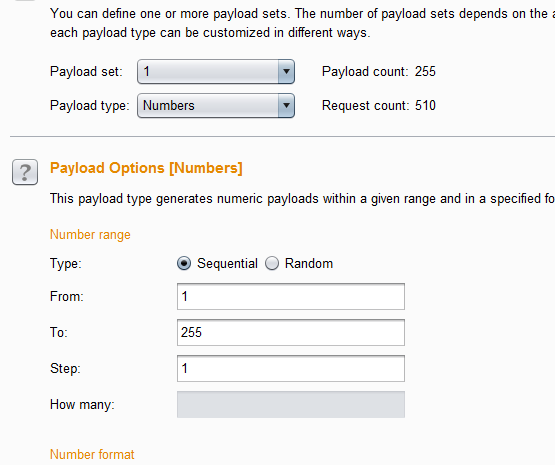 You can define one or more payload sets. The number of payload sets depends on the
each payload type can be customized in different ways.
Payload set: 1 Payload count: 255
Payload type: Numbers Request count: 510
? Payload Options [Numbers]
This payload type generates numeric payloads within a given range and in a specified
Number range
Type: Sequential Random
From: 1
To: 255
Step: 1
How many:
Number format